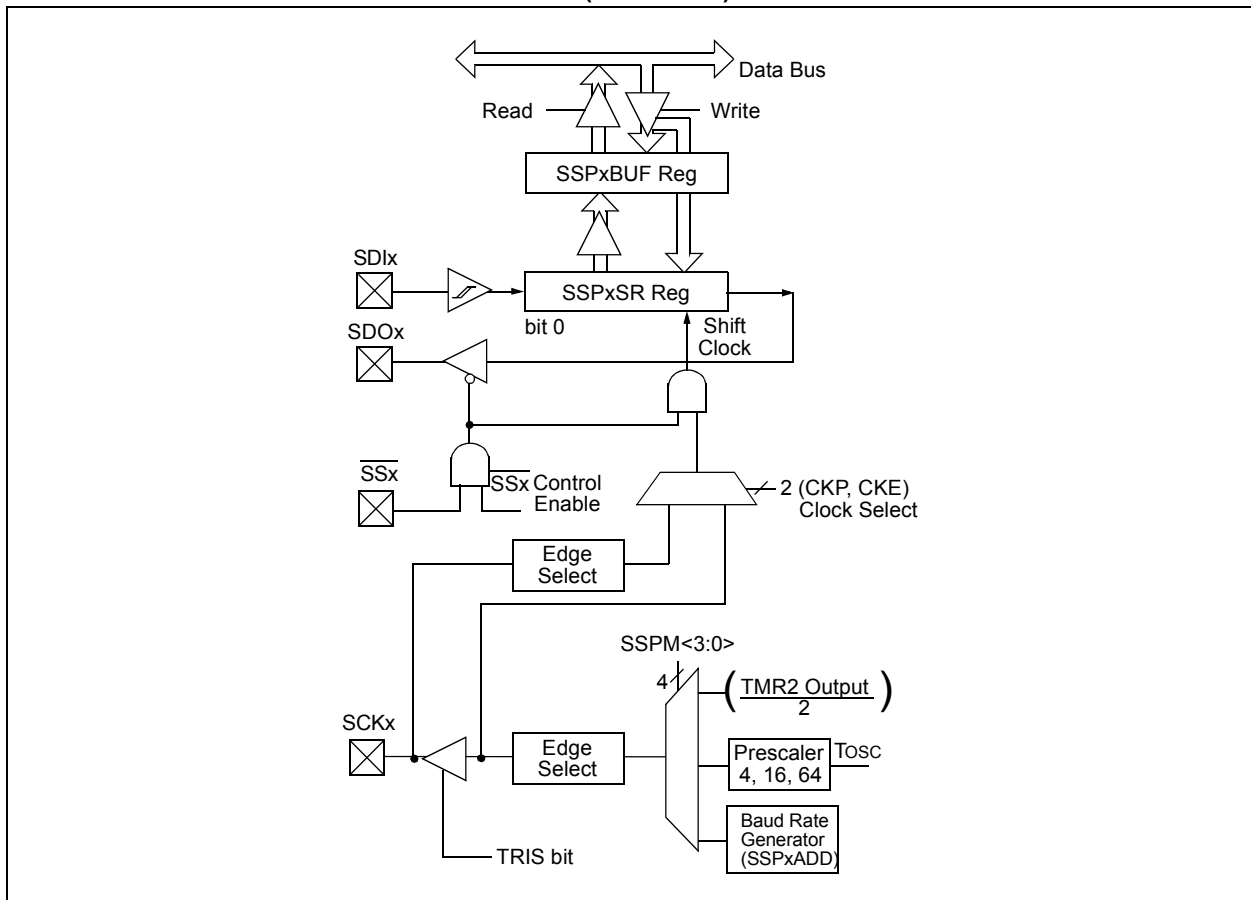 Data Bus
Read
Write
SSPxBUF Reg
SDIx
SSPxSR Reg
bit 0
Shift
Clock
SDOx
SSx
SSx Control
Enable
2 (CKP, CKE)
Clock Select
Edge
Select
SSPM<3:0>
4
(TMR2 Output
2
)
SCKx
Edge
Select
Prescaler
4, 16, 64
TOSC
Baud Rate
Generator
(SSPxADD)
TRIS bit